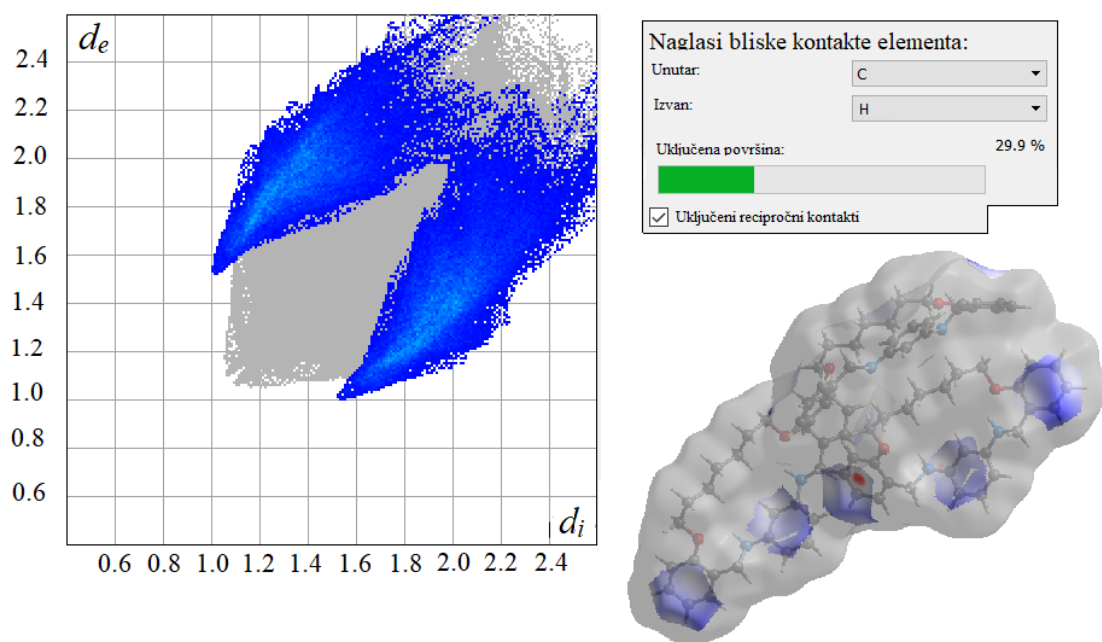 d_e
2.4
2.2
2.0
1.8
1.6
1.4
1.2
1.0
0.8
0.6
d_i
0.6 0.8 1.0 1.2 1.4 1.6 1.8 2.0 2.2 2.4
Naglasi bliske kontakte elementa:
Unutar: C
Izvan: H
Uključena površina: 29.9 %
Uključeni recipročni kontakti